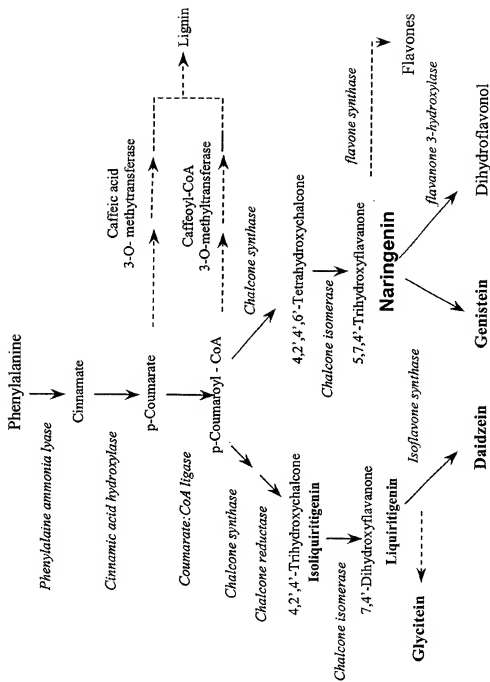 Phenylalanine
Phenylalaine ammonia lyase
Cinnamate
Cinnamic acid hydroxylase
p-Coumarate
Caffeic acid
3-O- methytransferase
Lignin
Coumarate:CoA ligase
Caffeoyl-CoA
3-O-methyltransferase
p-Coumaroyl - CoA
Chalcone synthase
Chalcone reductase
Chalcone synthase
4,2',4'-Trihydroxychalcone
Isoliquiritigenin
4,2',4',6'-Tetrahydroxychalcone
Chalcone isomerase
Chalcone isomerase
7,4'-Dihydroxyflavanone
Liquiritigenin
5,7,4'-Trihydroxyflavanone
Naringenin
flavone synthase
Flavones
Glycitein
Isoflavone synthase
flavanone 3-hydroxylase
Daidzein
Genistein
Dihydroflavonol